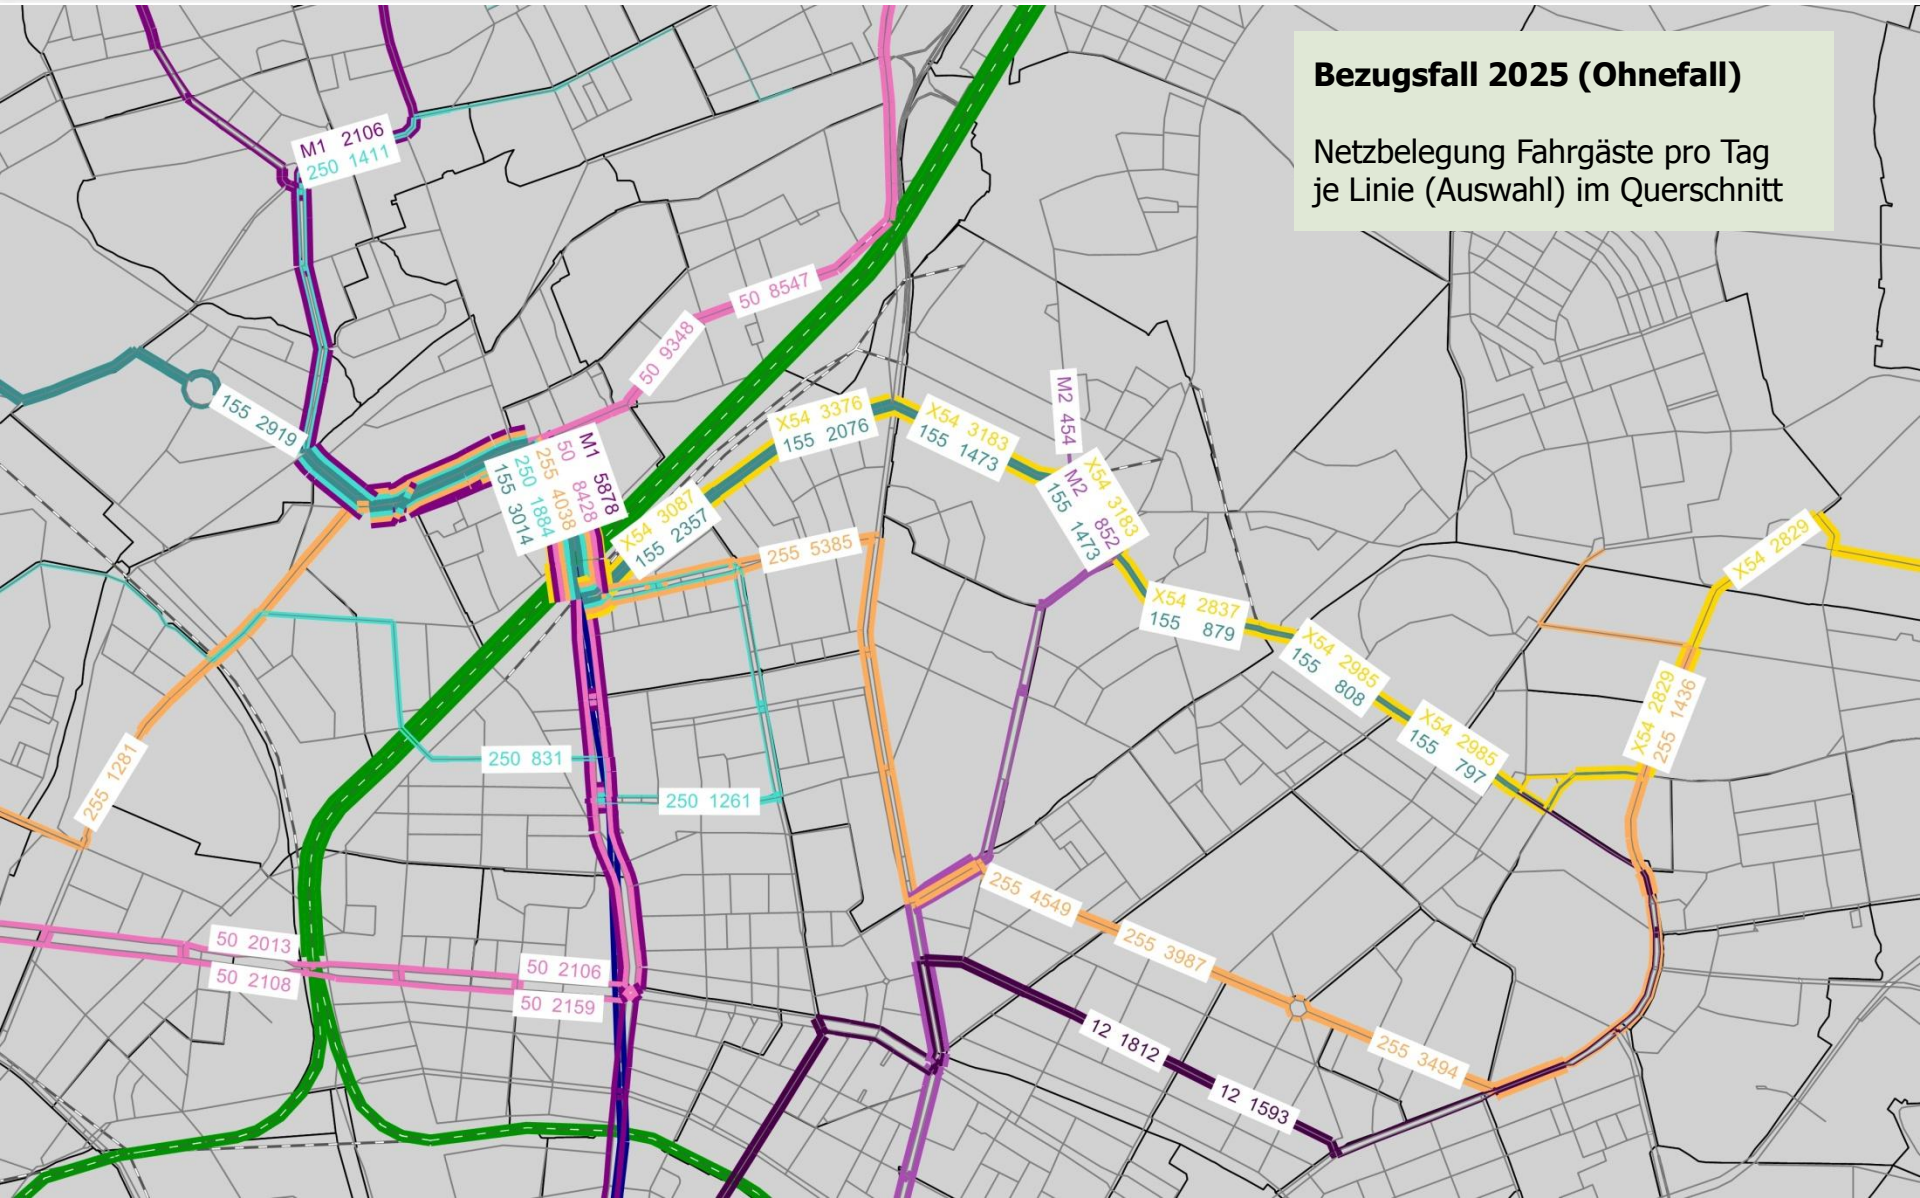 Bezugsfall 2025 (Ohnefall)
Netzbelegung Fahrgäste pro Tag
je Linie (Auswahl) im Querschnitt
M1 2106
250 1411
50 8547
50 9348
155 2919
M1 5878
50 8428
255 4038
250 1884
155 3014
X54 3087
155 2357
X54 3376
155 2076
X54 3183
155 1473
M2 454
X54 3183
M2 852
155 1473
255 5385
X54 2837
155 879
X54 2985
155 808
X54 2985
155 797
X54 2829
X54 2829
255 1436
255 1281
250 831
250 1261
255 4549
255 3987
255 3494
50 2013
50 2108
50 2106
50 2159
12 1812
12 1593